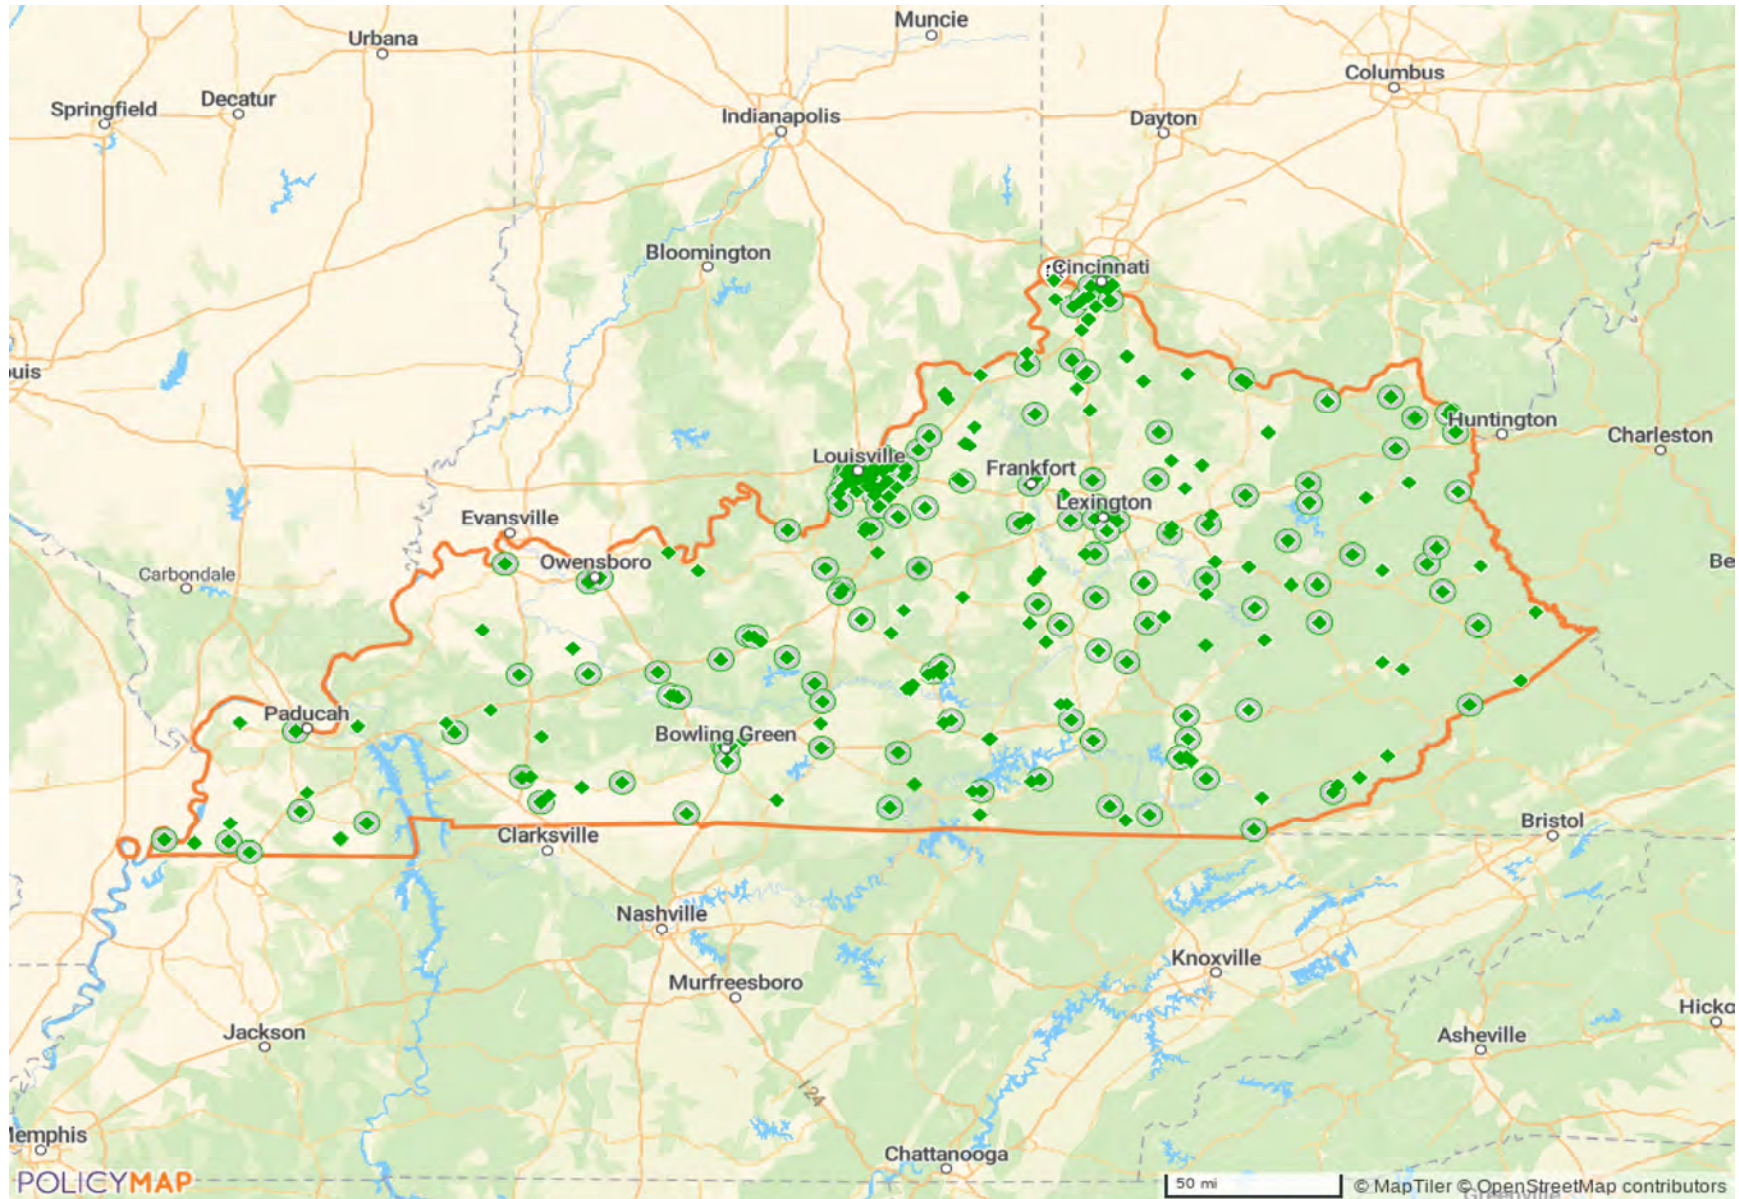 Muncie
Urbana
Columbus
Springfield
Decatur
Indianapolis
Dayton
Bloomington
Cincinnati
uis
Huntington
Charleston
Louisville
Frankfort
Lexington
Evansville
Owensboro
Carbondale
Be
Paducah
Bowling Green
Clarksville
Bristol
Nashville
Knoxville
Murfreesboro
Hicko
Jackson
Asheville
I 24
Memphis
Chattanooga
POLICYMAP
50 mi
© MapTiler © OpenStreetMap contributors
Greenville